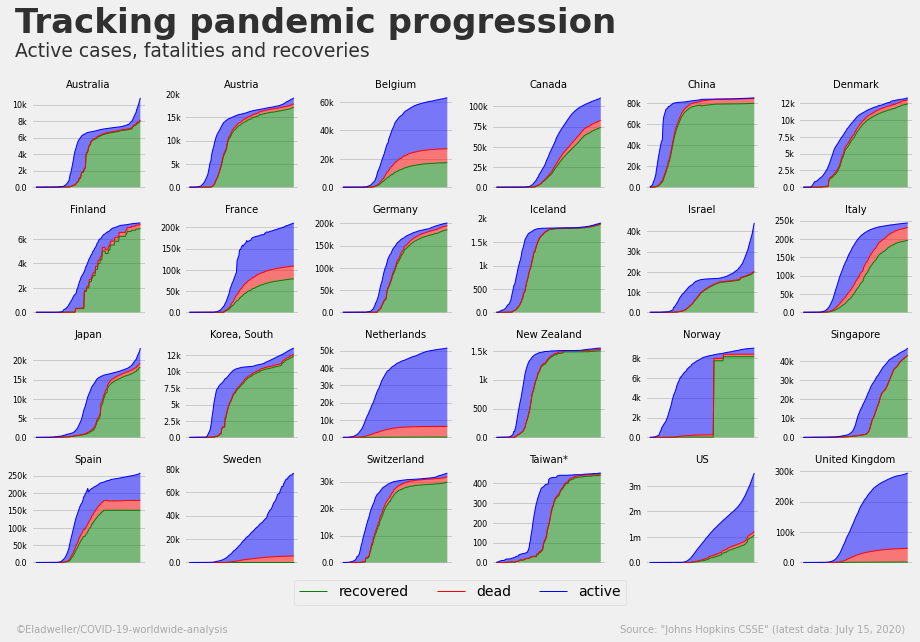 Tracking pandemic progression
Active cases, fatalities and recoveries
Australia
10k
8k
6k
4k
2k
0.0
Austria
20k
15k
10k
5k
0.0
Belgium
60k
40k
20k
0.0
Canada
100k
75k
50k
25k
0.0
China
80k
60k
40k
20k
0.0
Denmark
12k
10k
7.5k
5k
2.5k
0.0
Finland
6k
4k
2k
0.0
France
200k
150k
100k
50k
0.0
Germany
200k
150k
100k
50k
0.0
Iceland
2k
1.5k
1k
500
0.0
Israel
40k
30k
20k
10k
0.0
Italy
250k
200k
150k
100k
50k
0.0
Japan
20k
15k
10k
5k
0.0
Korea, South
12k
10k
7.5k
5k
2.5k
0.0
Netherlands
50k
40k
30k
20k
10k
0.0
New Zealand
1.5k
1k
500
0.0
Norway
8k
6k
4k
2k
0.0
Singapore
40k
30k
20k
10k
0.0
Spain
250k
200k
150k
100k
50k
0.0
Sweden
80k
60k
40k
20k
0.0
Switzerland
30k
20k
10k
0.0
Taiwan*
400
300
200
100
0.0
US
3m
2m
1m
0.0
United Kingdom
300k
200k
100k
0.0
recovered dead active
©Eladweller/COVID-19-worldwide-analysis
Source: "Johns Hopkins CSSE" (latest data: July 15, 2020)